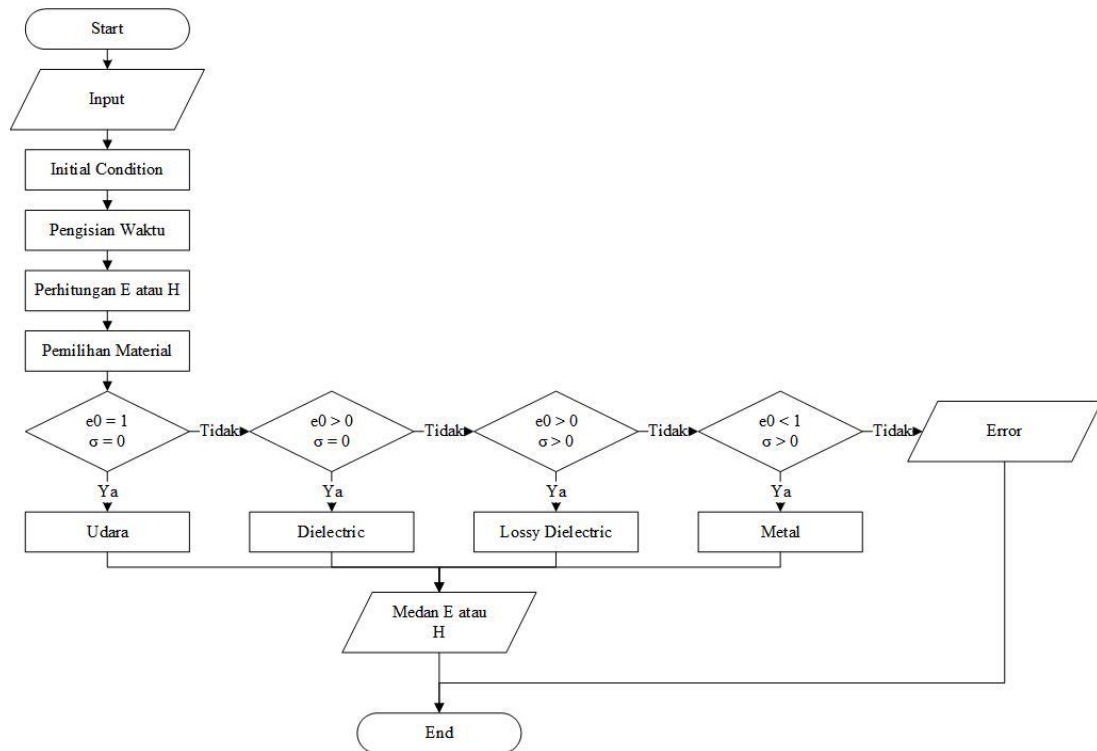 Start
Input
Initial Condition
Pengisian Waktu
Perhitungan E atau H
Pemilihan Material
e0 = 1
σ = 0
Tidak
e0 > 0
σ = 0
Tidak
e0 > 0
σ > 0
Tidak
e0 < 1
σ > 0
Tidak
Error
Ya
Ya
Ya
Ya
Udara
Dielectric
Lossy Dielectric
Metal
Medan E atau
H
End